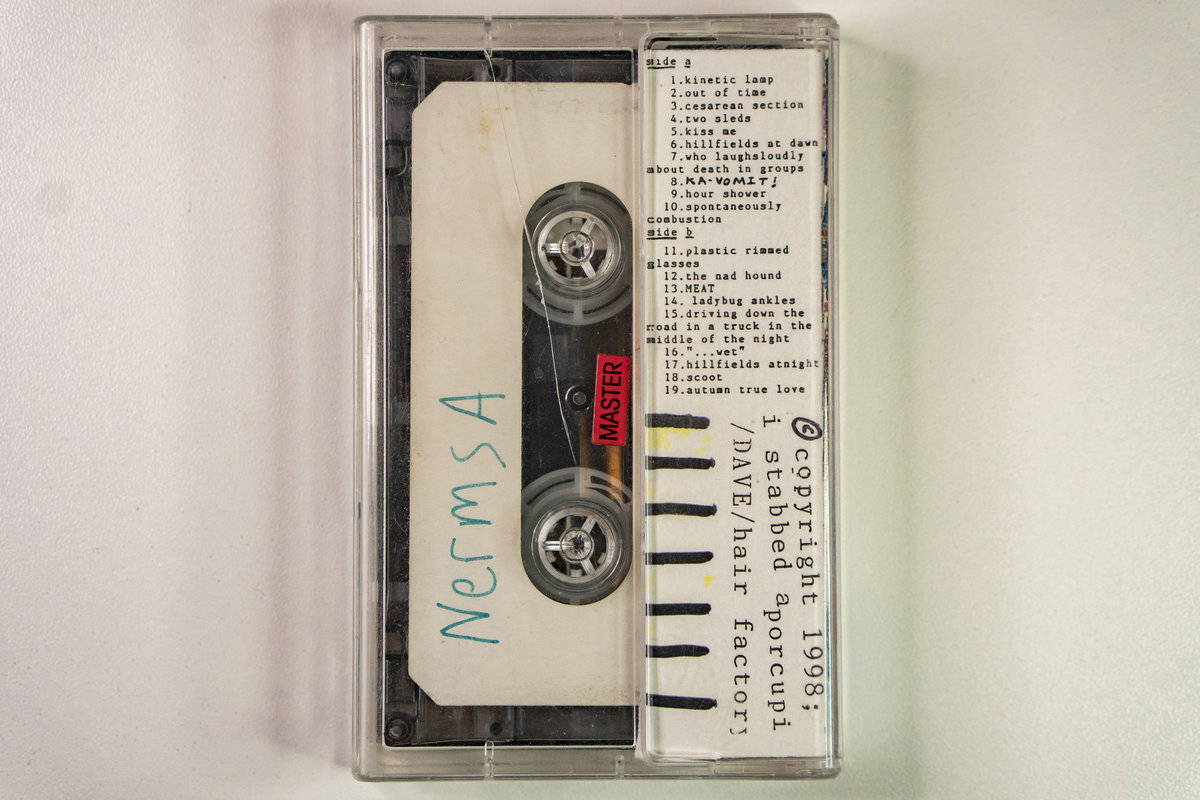 Nerms A
MASTER
side a
1.kinetic lamp
2.out of time
3.cesarean section
4.two sleds
5.kiss me
6.hillfields at dawn
7.who laughsloudly
about death in groups
8.KA-VOMIT!
9.hour shower
10.spontaneously
combustion
side b
11.plastic rimmed
glasses
12.the nad hound
13.MEAT
14. ladybug ankles
15.driving down the
road in a truck in the
middle of the night
16."...wet"
17.hillfields atnight
18.scoot
19.autumn true love
©copyright 1998;
i stabbed aporcupi
/DAVE/hair factory